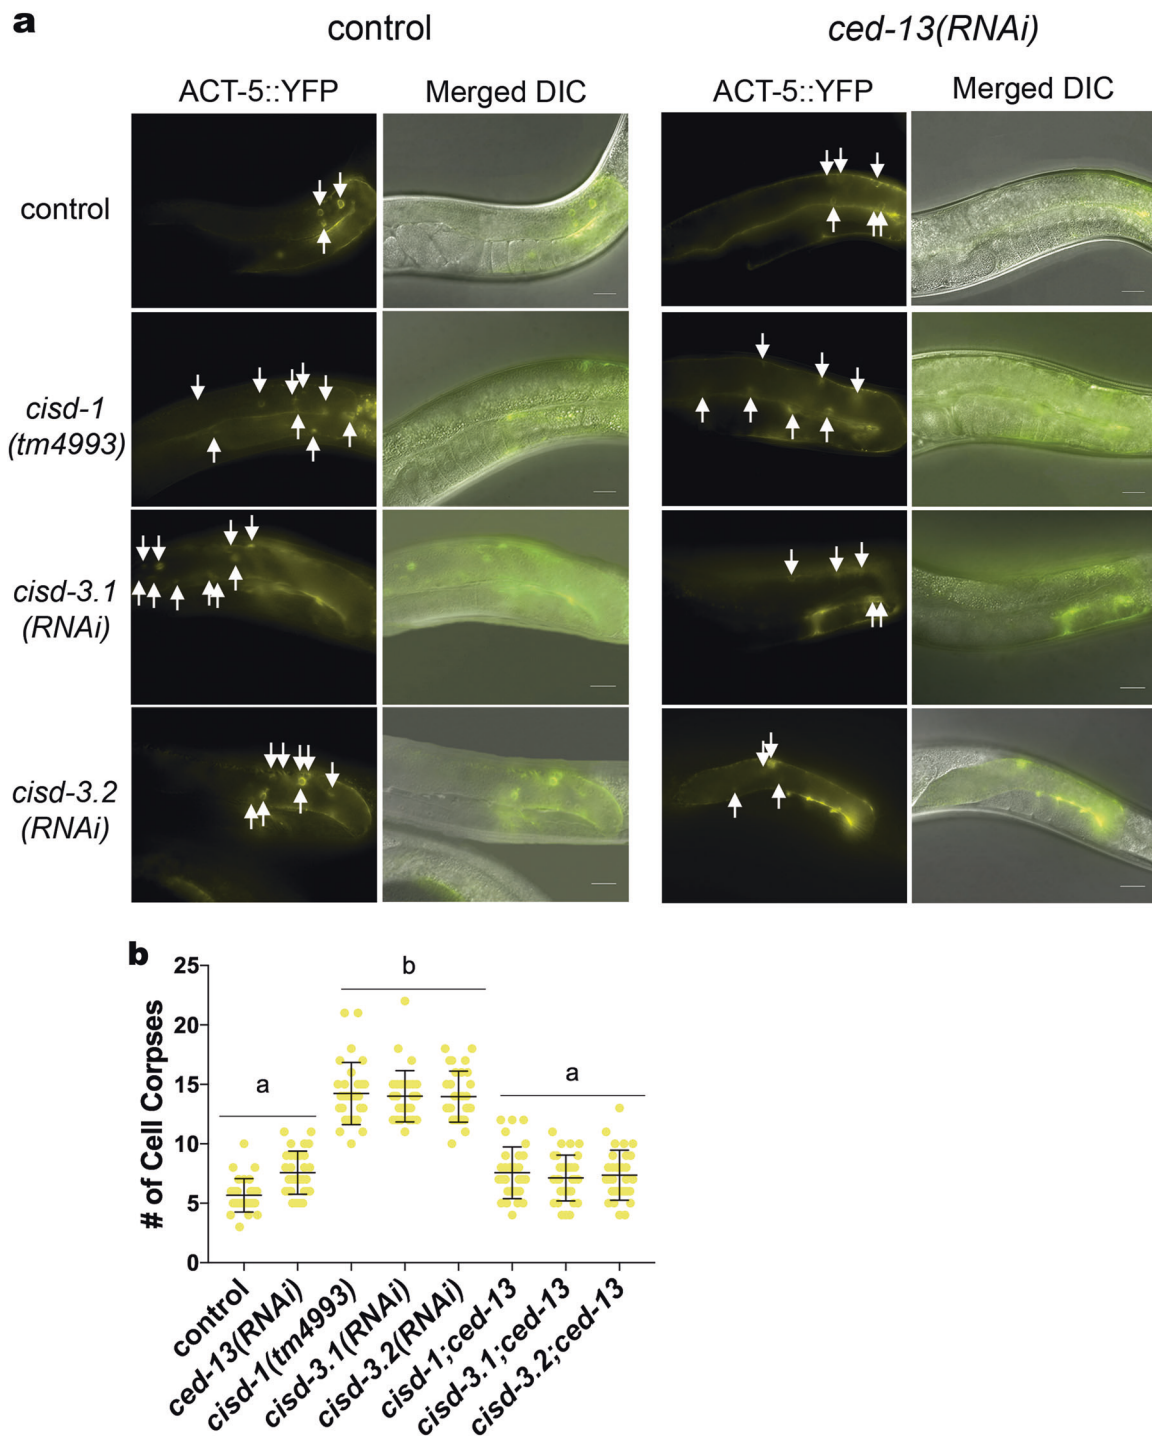 a
control
ced-13(RNAi)
ACT-5::YFP
Merged DIC
ACT-5::YFP
Merged DIC
control
cisd-1
(tm4993)
cisd-3.1
(RNAi)
cisd-3.2
(RNAi)
b
# of Cell Corpses
25
20
15
10
5
0
a
b
a
control
ced-13(RNAi)
cisd-1(tm4993)
cisd-3.1(RNAi)
cisd-3.2(RNAi)
cisd-1;ced-13
cisd-3.1;ced-13
cisd-3.2;ced-13